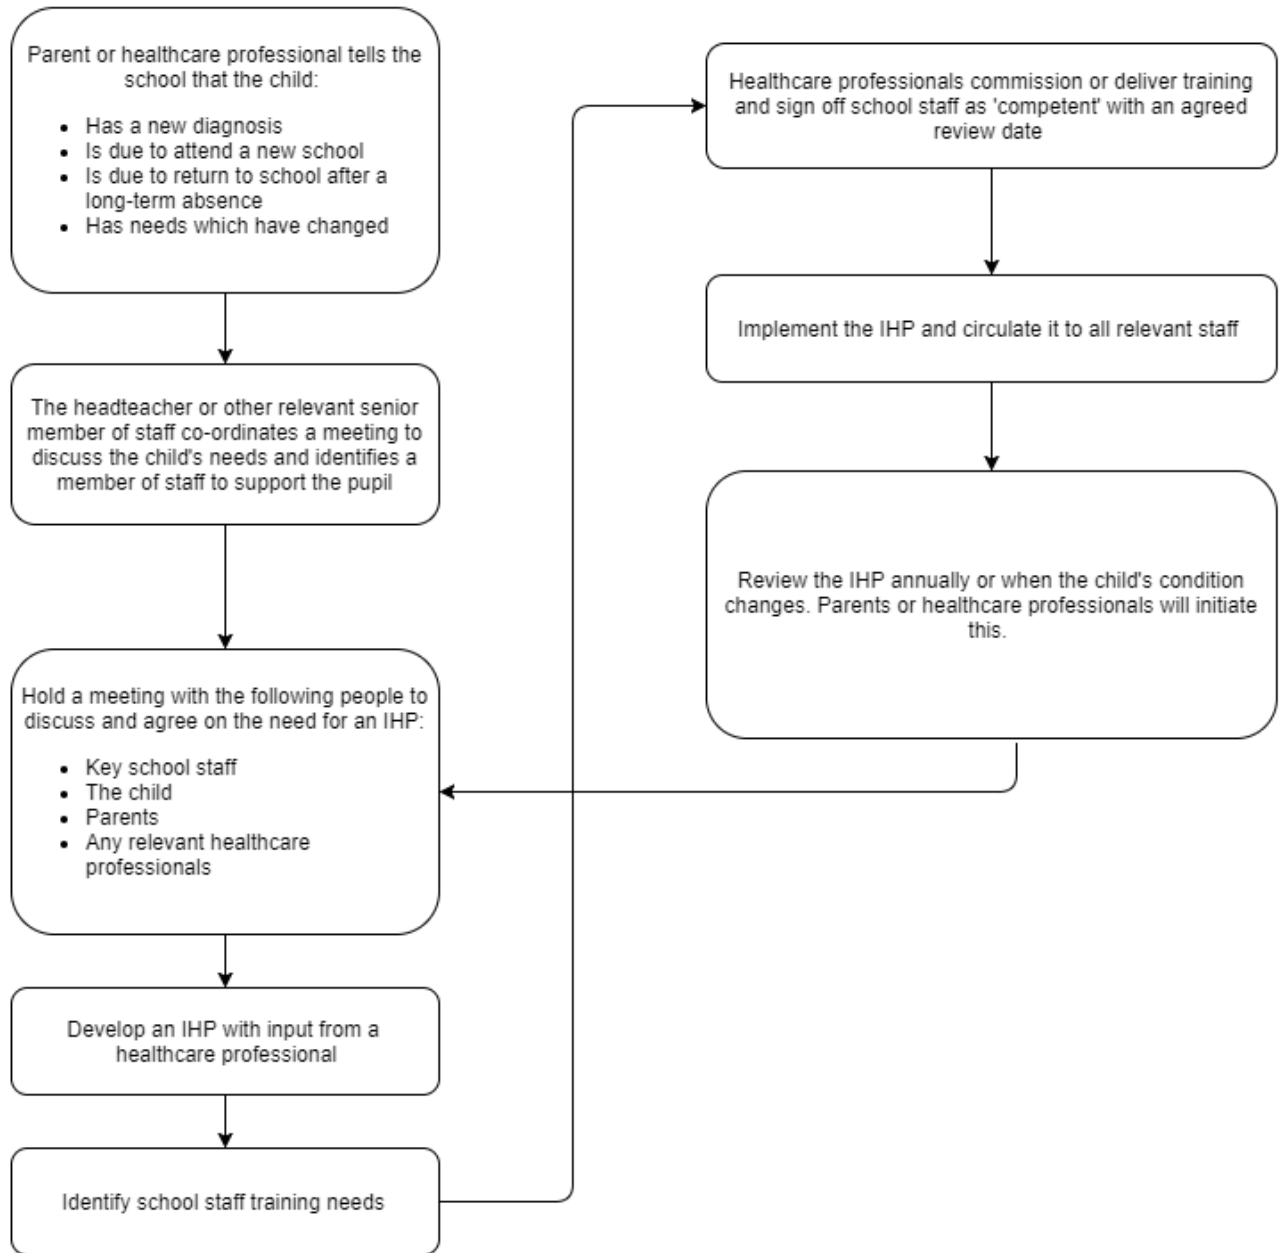 Parent or healthcare professional tells the
school that the child:
• Has a new diagnosis
• Is due to attend a new school
• Is due to return to school after a
long-term absence
• Has needs which have changed
The headteacher or other relevant senior
member of staff co-ordinates a meeting to
discuss the child's needs and identifies a
member of staff to support the pupil
Hold a meeting with the following people to
discuss and agree on the need for an IHP:
• Key school staff
• The child
• Parents
• Any relevant healthcare
professionals
Develop an IHP with input from a
healthcare professional
Identify school staff training needs
Healthcare professionals commission or deliver training
and sign off school staff as 'competent' with an agreed
review date
Implement the IHP and circulate it to all relevant staff
Review the IHP annually or when the child's condition
changes. Parents or healthcare professionals will initiate
this.